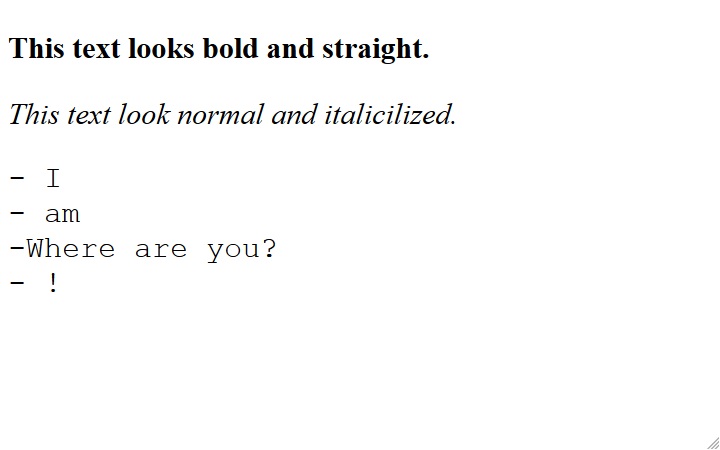 This text looks bold and straight.
This text look normal and italicilized.
- I
- am
-Where are you?
- !